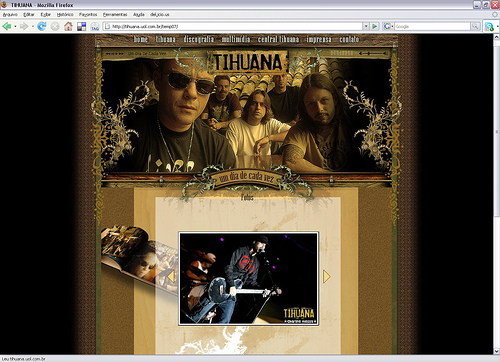 TIHUANA - Mozilla Firefox
Arquivo Editar Exibir Histórico Favoritos Ferramentas Ajuda del.icio.us
http://tihuana.uol.com.br/temp07/
Google
home tihuana discografia multimidia central tihuana imprensa contato
TIHUANA
um dia de cada vez
Fotos
TIHUANA
Leu tihuana.uol.com.br